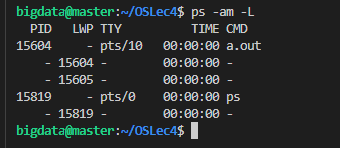 bigdata@master:~/OSLec4$ ps -am -L
    PID     LWP TTY          TIME CMD
  15604       - pts/10   00:00:00 a.out
      -   15604 -        00:00:00 -
      -   15605 -        00:00:00 -
  15819       - pts/0    00:00:00 ps
      -   15819 -        00:00:00 -
bigdata@master:~/OSLec4$